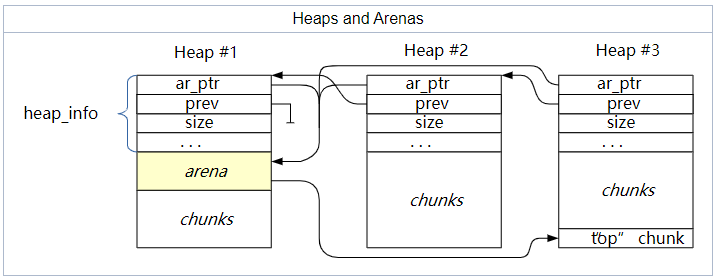 Heaps and Arenas
Heap #1
Heap #2
Heap #3
heap_info
ar_ptr
prev
size
...
arena
chunks
ar_ptr
prev
size
...
chunks
ar_ptr
prev
size
...
chunks
"top" chunk